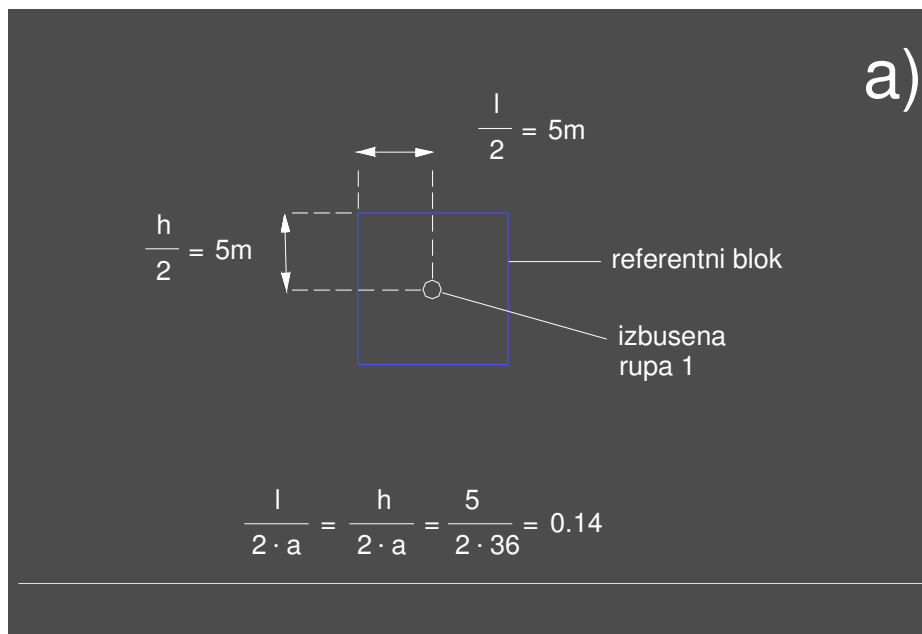 a)
l/2 = 5m
h/2 = 5m
referentni blok
izbusena
rupa 1
l/2 · a = h/2 · a = 5/2 · 36 = 0.14